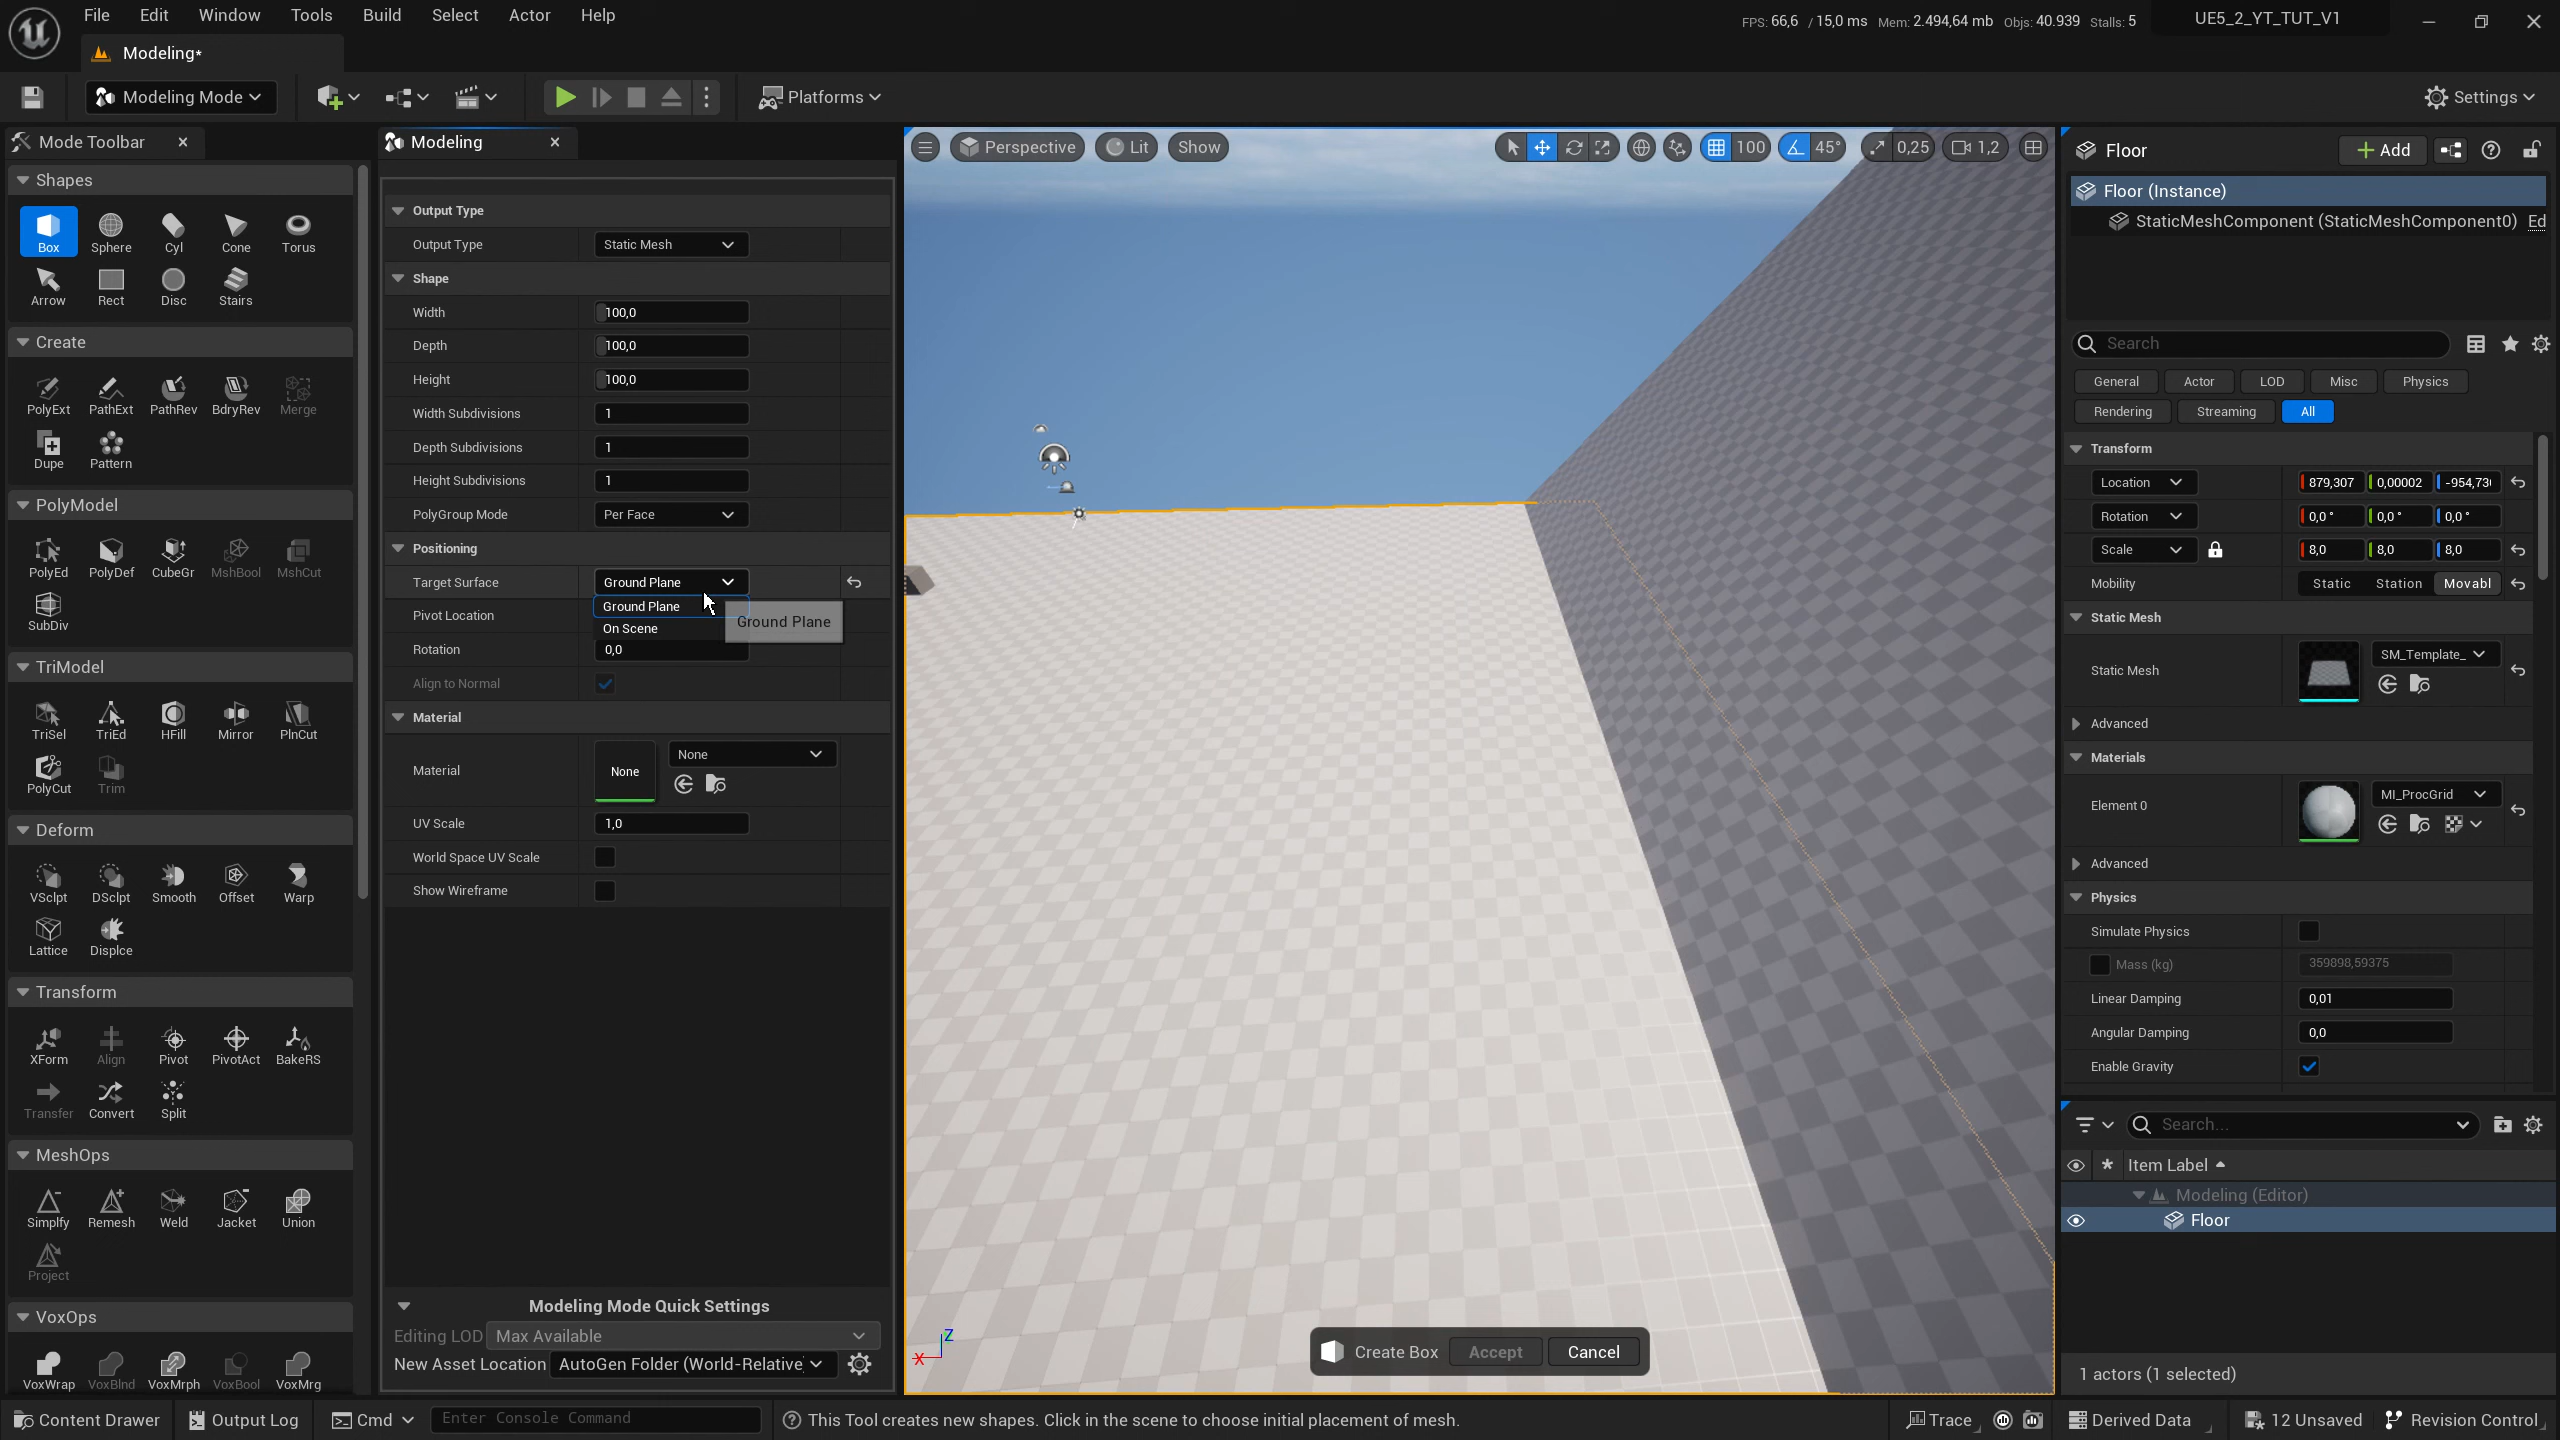 File Edit Window Tools Build Select Actor Help
FPS: 66,6 / 15,0 ms Mem: 2.494,64 mb Objs: 40.939 Stalls: 5
UE5_2_YT_TUT_V1
Modeling*
Modeling Mode
Platforms
Settings
Mode Toolbar
Shapes
Box Sphere Cyl Cone Torus
Arrow Rect Disc Stairs
Create
PolyExt PathExt PathRev BdryRev Merge
Dupe Pattern
PolyModel
PolyEd PolyDef CubeGr MshBool MshCut
SubDiv
TriModel
TriSel TriEd HFill Mirror PlnCut
PolyCut Trim
Deform
VSclpt DSclpt Smooth Offset Warp
Lattice Displce
Transform
XForm Align Pivot PivotAct BakeRS
Transfer Convert Split
MeshOps
Simplfy Remesh Weld Jacket Union
Project
VoxOps
VoxWrap VoxBlnd VoxMrph VoxBool VoxMrg
Modeling
Output Type
Output Type Static Mesh
Shape
Width 100,0
Depth 100,0
Height 100,0
Width Subdivisions 1
Depth Subdivisions 1
Height Subdivisions 1
PolyGroup Mode Per Face
Positioning
Target Surface Ground Plane
Ground Plane
On Scene
Ground Plane
Pivot Location
Rotation 0,0
Align to Normal
Material
Material None None
UV Scale 1,0
World Space UV Scale
Show Wireframe
Modeling Mode Quick Settings
Editing LOD Max Available
New Asset Location AutoGen Folder (World-Relative)
Perspective Lit Show
100 45° 0,25 1,2
Z
X
Create Box Accept Cancel
Floor
Add
Floor (Instance)
StaticMeshComponent (StaticMeshComponent0) Ed
Search
General Actor LOD Misc Physics
Rendering Streaming All
Transform
Location 879,307 0,00002 -954,73
Rotation 0,0 ° 0,0 ° 0,0 °
Scale 8,0 8,0 8,0
Mobility Static Station Movabl
Static Mesh
Static Mesh SM_Template_
Advanced
Materials
Element 0 MI_ProcGrid
Advanced
Physics
Simulate Physics
Mass (kg) 359898,59375
Linear Damping 0,01
Angular Damping 0,0
Enable Gravity
Search...
* Item Label
Modeling (Editor)
Floor
1 actors (1 selected)
Content Drawer Output Log Cmd Enter Console Command
This Tool creates new shapes. Click in the scene to choose initial placement of mesh.
Trace Derived Data 12 Unsaved Revision Control